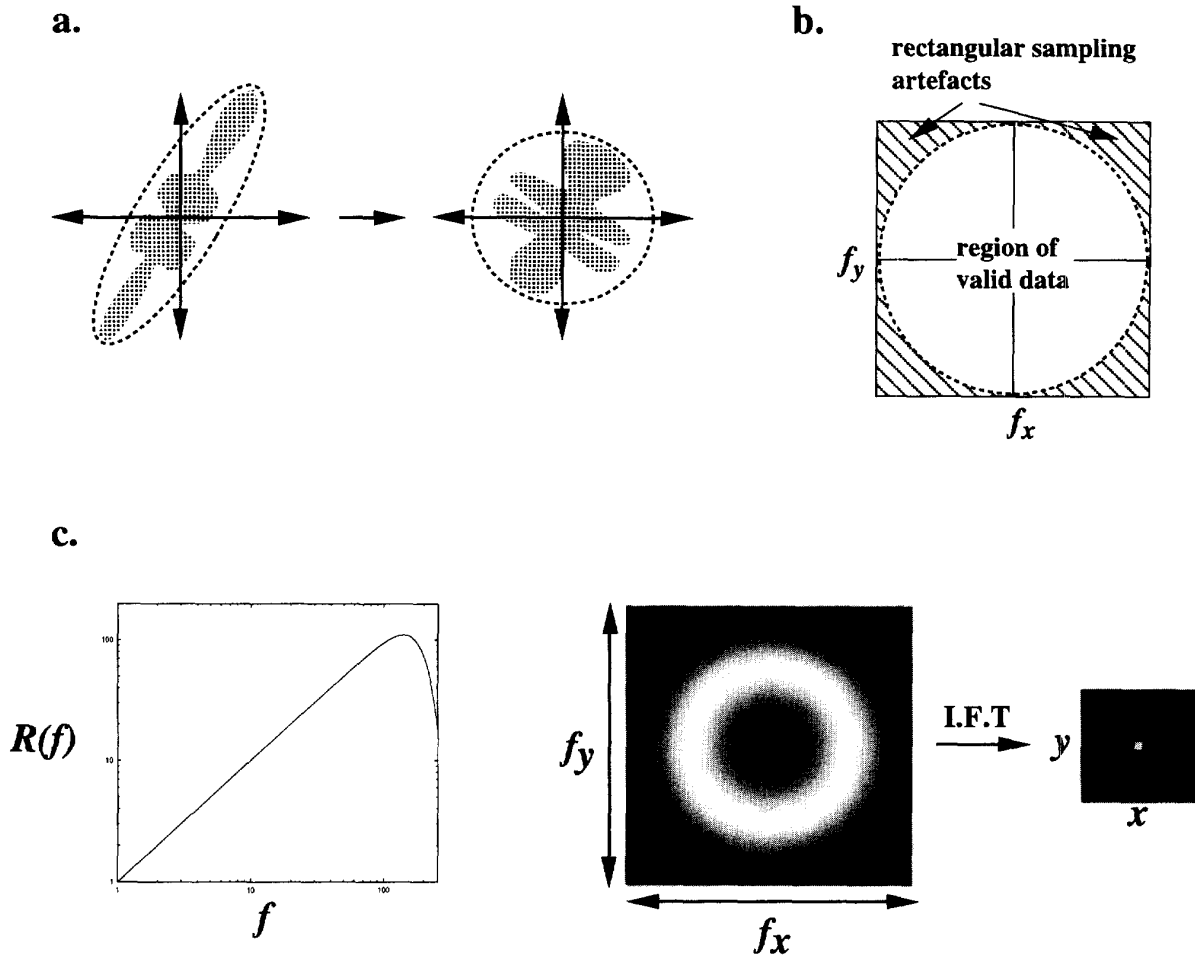 a.
b.
rectangular sampling
artefacts
region of
valid data
f_y
f_x
c.
R(f)
100
10
1
1
10
100
f
f_y
f_x
I.F.T
y
x